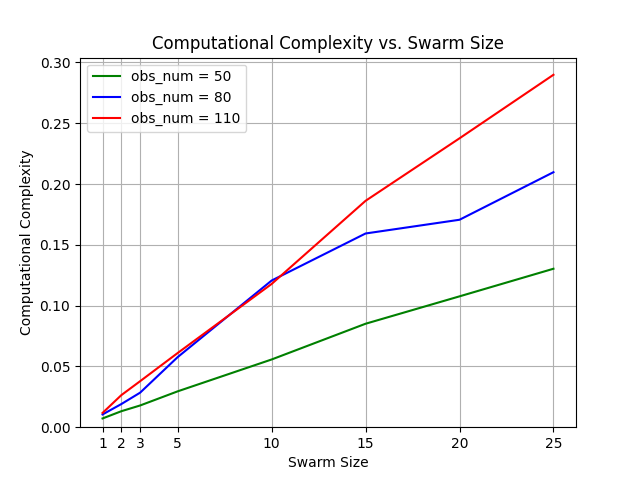 Computational Complexity vs. Swarm Size
obs_num = 50
obs_num = 80
obs_num = 110
Computational Complexity
0.30
0.25
0.20
0.15
0.10
0.05
0.00
1 2 3 5 10 15 20 25
Swarm Size